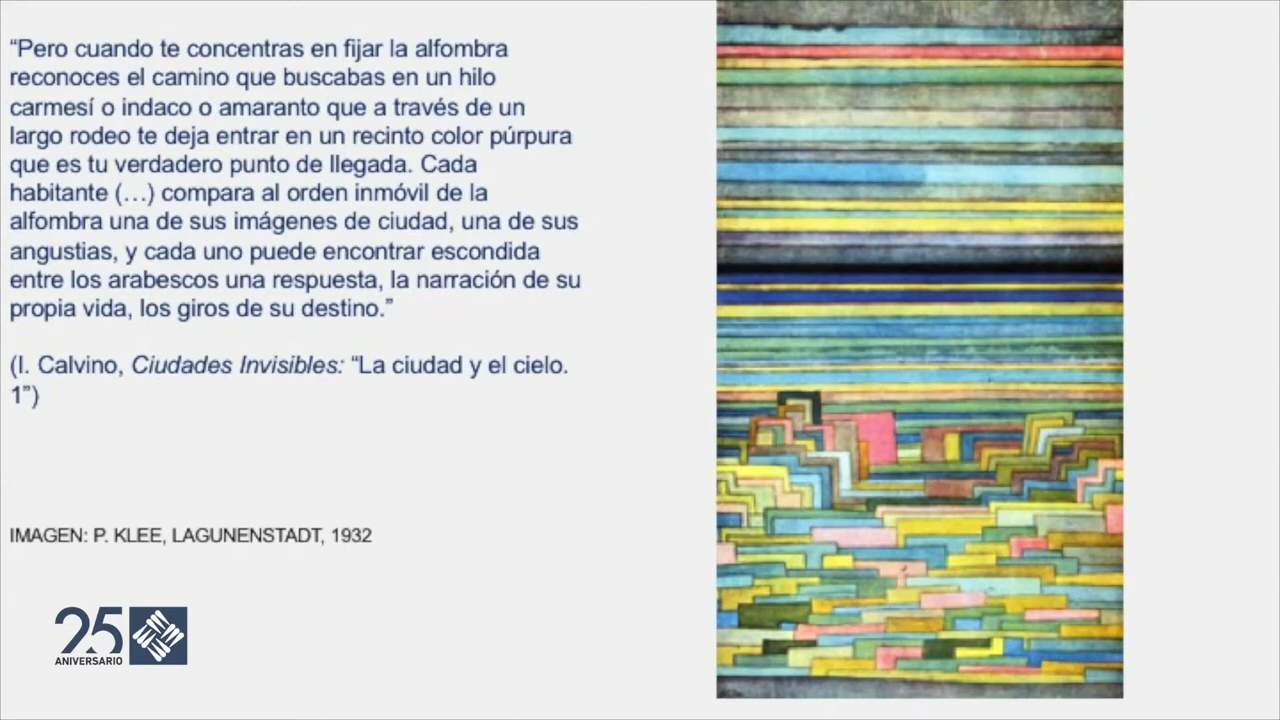 “Pero cuando te concentras en fijar la alfombra
reconoces el camino que buscabas en un hilo
carmesí o indaco o amaranto que a través de un
largo rodeo te deja entrar en un recinto color púrpura
que es tu verdadero punto de llegada. Cada
habitante (…) compara al orden inmóvil de la
alfombra una de sus imágenes de ciudad, una de sus
angustias, y cada uno puede encontrar escondida
entre los arabescos una respuesta, la narración de su
propia vida, los giros de su destino.”
(I. Calvino, Ciudades Invisibles: “La ciudad y el cielo.
1”)
IMAGEN: P. KLEE, LAGUNENSTADT, 1932
25
ANIVERSARIO